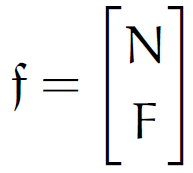 𝔣 = [N
F]